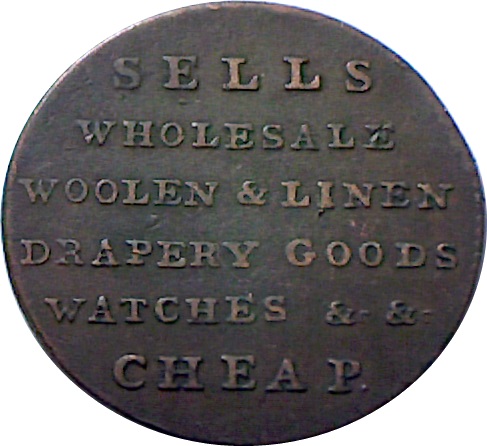 SELLS
WHOLESALE
WOOLEN & LINEN
DRAPERY GOODS
WATCHES &· &·
CHEAP.